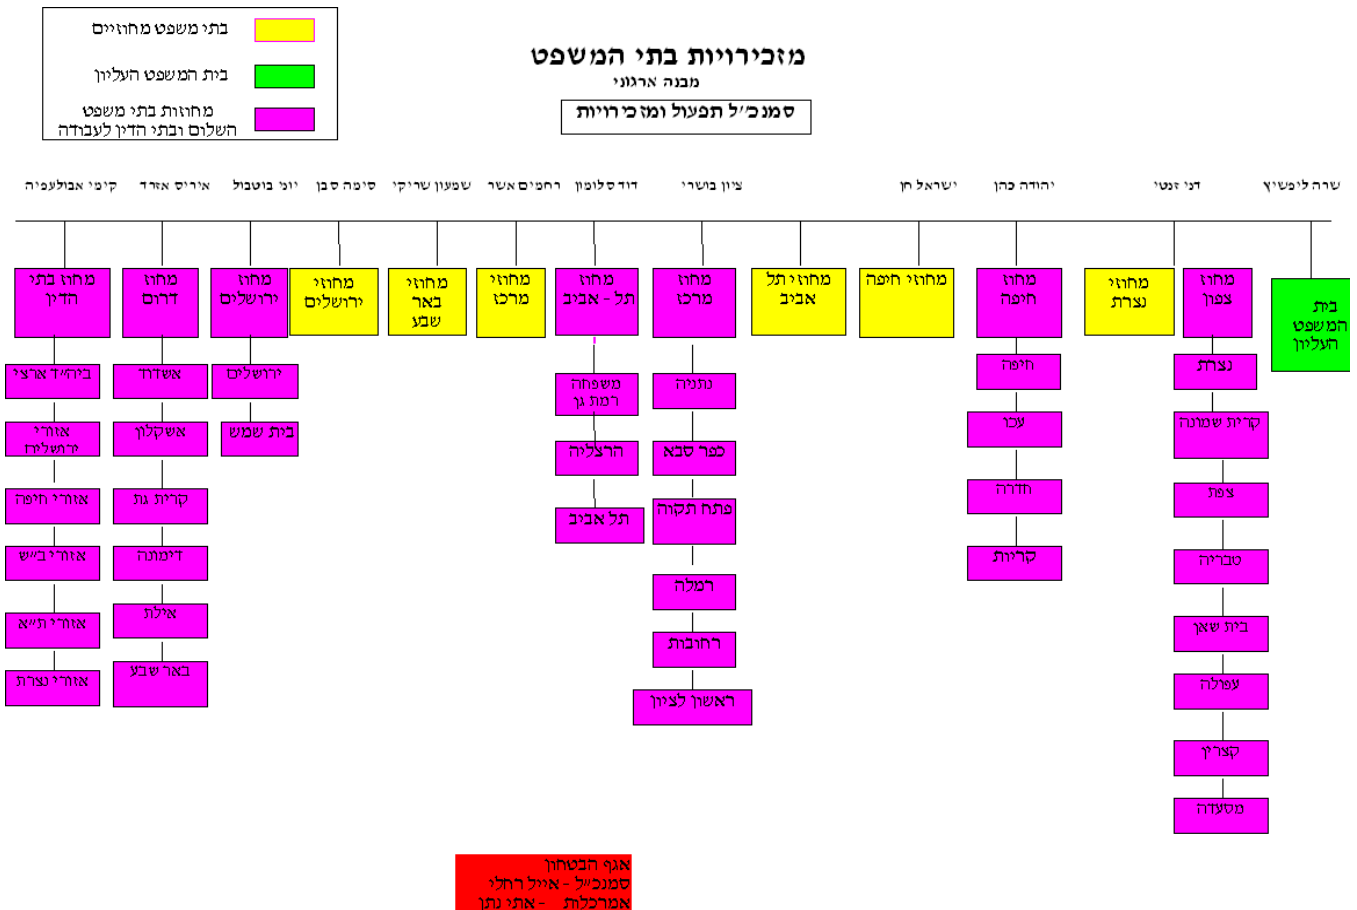 מזכירויות בתי המשפט
מבנה ארגוני
סמנכ״ל תפעול ומזכירויות
בתי משפט מחוזיים
בית המשפט העליון
מחוזות בתי משפט
השלום ובתי הדין לעבודה
שרה ליפשיץ
דני זנטי
יהודה כהן
ישראל חן
ציון בושרי
דוד סלומון
רחמים אשר
שמעון שריקי
סימה סבן
יוני בוטבול
איריס אזרד
קימי אבולעפיה
בית
המשפט
העליון
מחוז
צפון
נצרת
קרית שמונה
צפת
טבריה
בית שאן
עפולה
קצרין
מסעדה
מחוזי
נצרת
מחוז
חיפה
חיפה
עכו
חדרה
קריות
מחוזי חיפה
מחוזי תל
אביב
מחוז
מרכז
נתניה
כפר סבא
פתח תקוה
רמלה
רחובות
ראשון לציון
מחוז
תל - אביב
משפחה
רמת גן
הרצליה
תל אביב
מחוזי
מרכז
מחוזי
באר
שבע
מחוזי
ירושלים
מחוז
ירושלים
ירושלים
בית שמש
מחוז
דרום
אשדוד
אשקלון
קרית גת
דימונה
אילת
באר שבע
מחוז בתי
הדין
ביה״ד ארצי
אזורי
ירושלים
אזורי חיפה
אזורי ב״ש
אזורי ת״א
אזורי נצרת
אגף הבטחון
סמנכ״ל - אייל רחלי
אמרכלות - אתי נתן